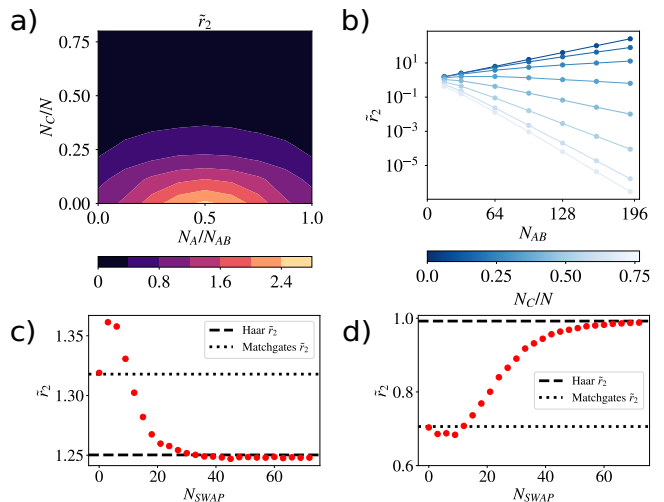 a)
r̃₂
N_C/N
0.75
0.50
0.25
0.00
0.0
0.5
1.0
N_A/N_AB
0
0.8
1.6
2.4
b)
r̃₂
10¹
10⁻¹
10⁻³
10⁻⁵
0
64
128
196
N_AB
0.0
0.25
0.50
0.75
N_C/N
c)
r̃₂
1.35
1.30
1.25
0
20
40
60
N_SWAP
Haar r̃₂
Matchgates r̃₂
d)
r̃₂
1.0
0.8
0.6
0
20
40
60
N_SWAP
Haar r̃₂
Matchgates r̃₂